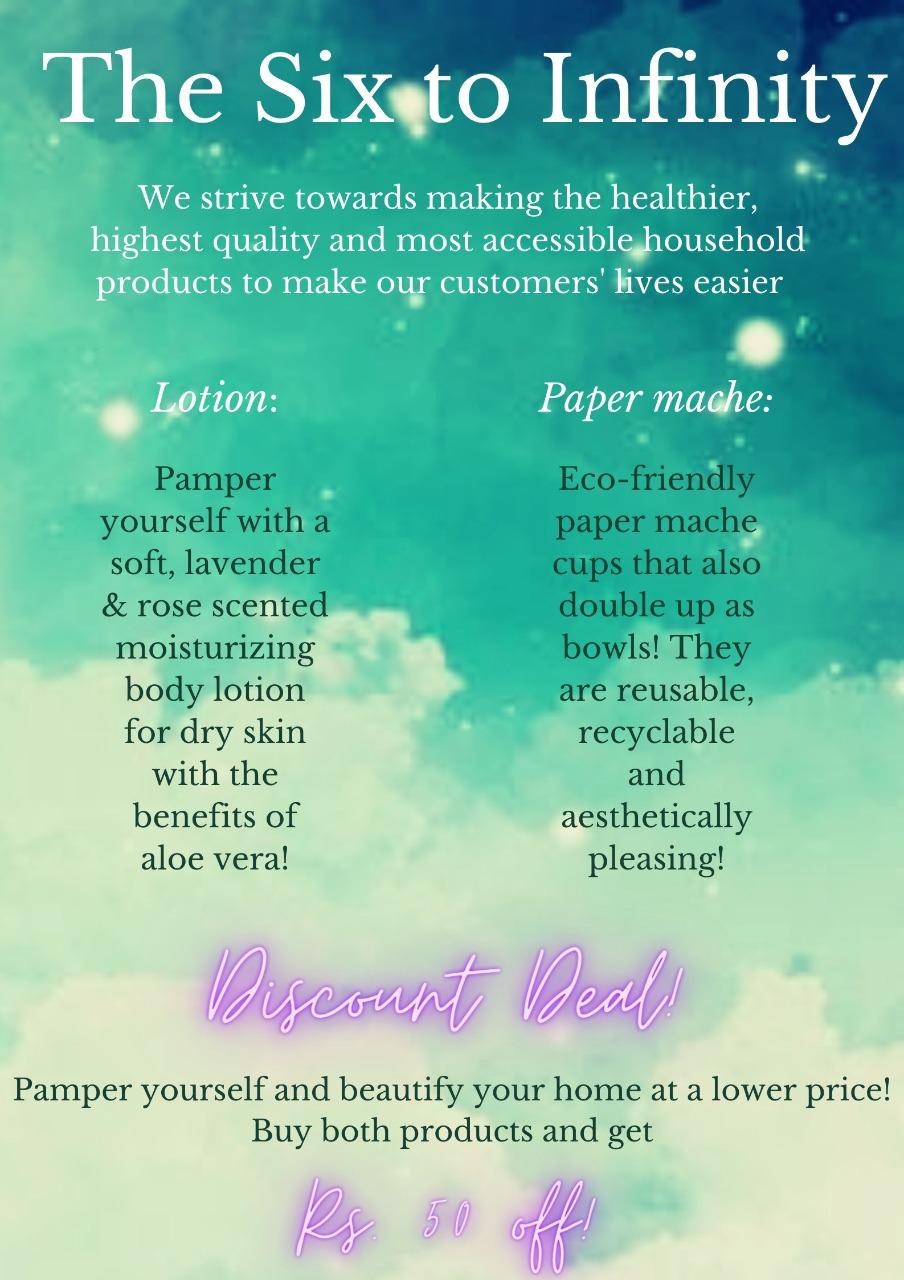 The Six to Infinity
We strive towards making the healthier,
highest quality and most accessible household
products to make our customers' lives easier
Lotion:
Pamper
yourself with a
soft, lavender
& rose scented
moisturizing
body lotion
for dry skin
with the
benefits of
aloe vera!
Paper mache:
Eco-friendly
paper mache
cups that also
double up as
bowls! They
are reusable,
recyclable
and
aesthetically
pleasing!
Discount Deal!
Pamper yourself and beautify your home at a lower price!
Buy both products and get
Rs. 50 off!